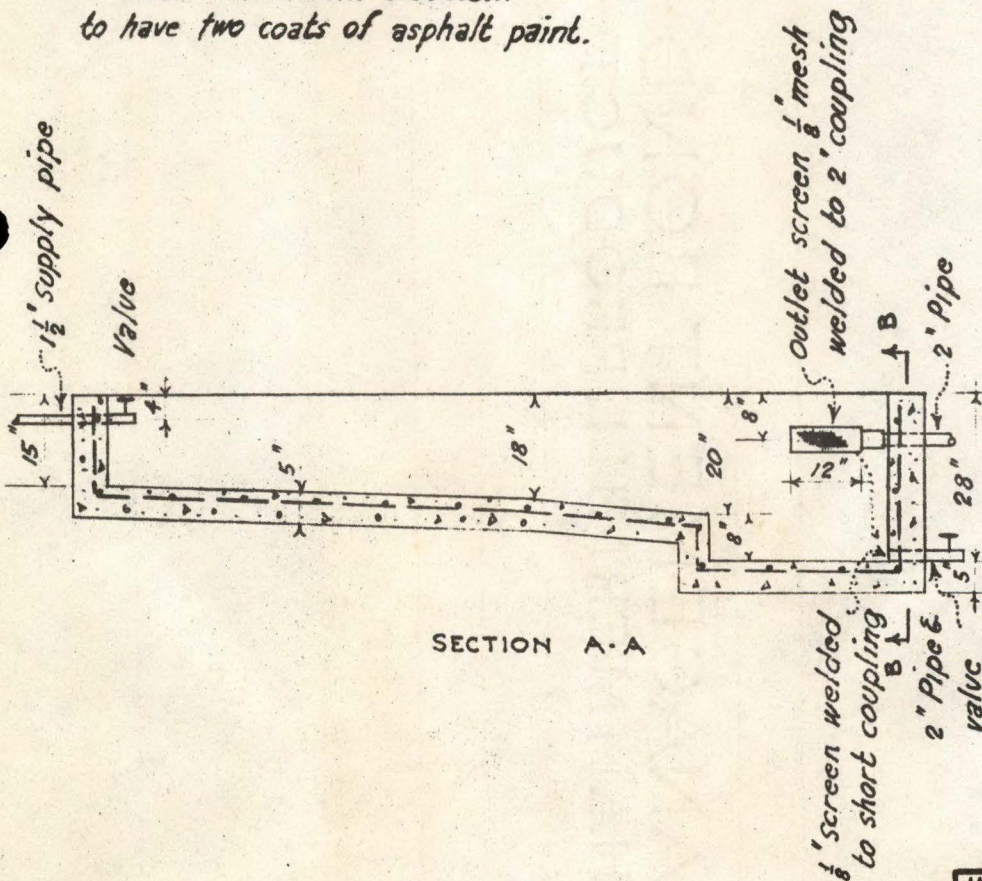 to have two coats of asphalt paint.
1 1/2" supply pipe
Valve
15"
4"
5"
18"
20"
8"
8"
12"
Outlet screen 1/8" mesh
welded to 2" coupling
B
2" Pipe
28"
5"
SECTION A-A
1/8" screen welded
to short coupling
B
2" Pipe &
valve